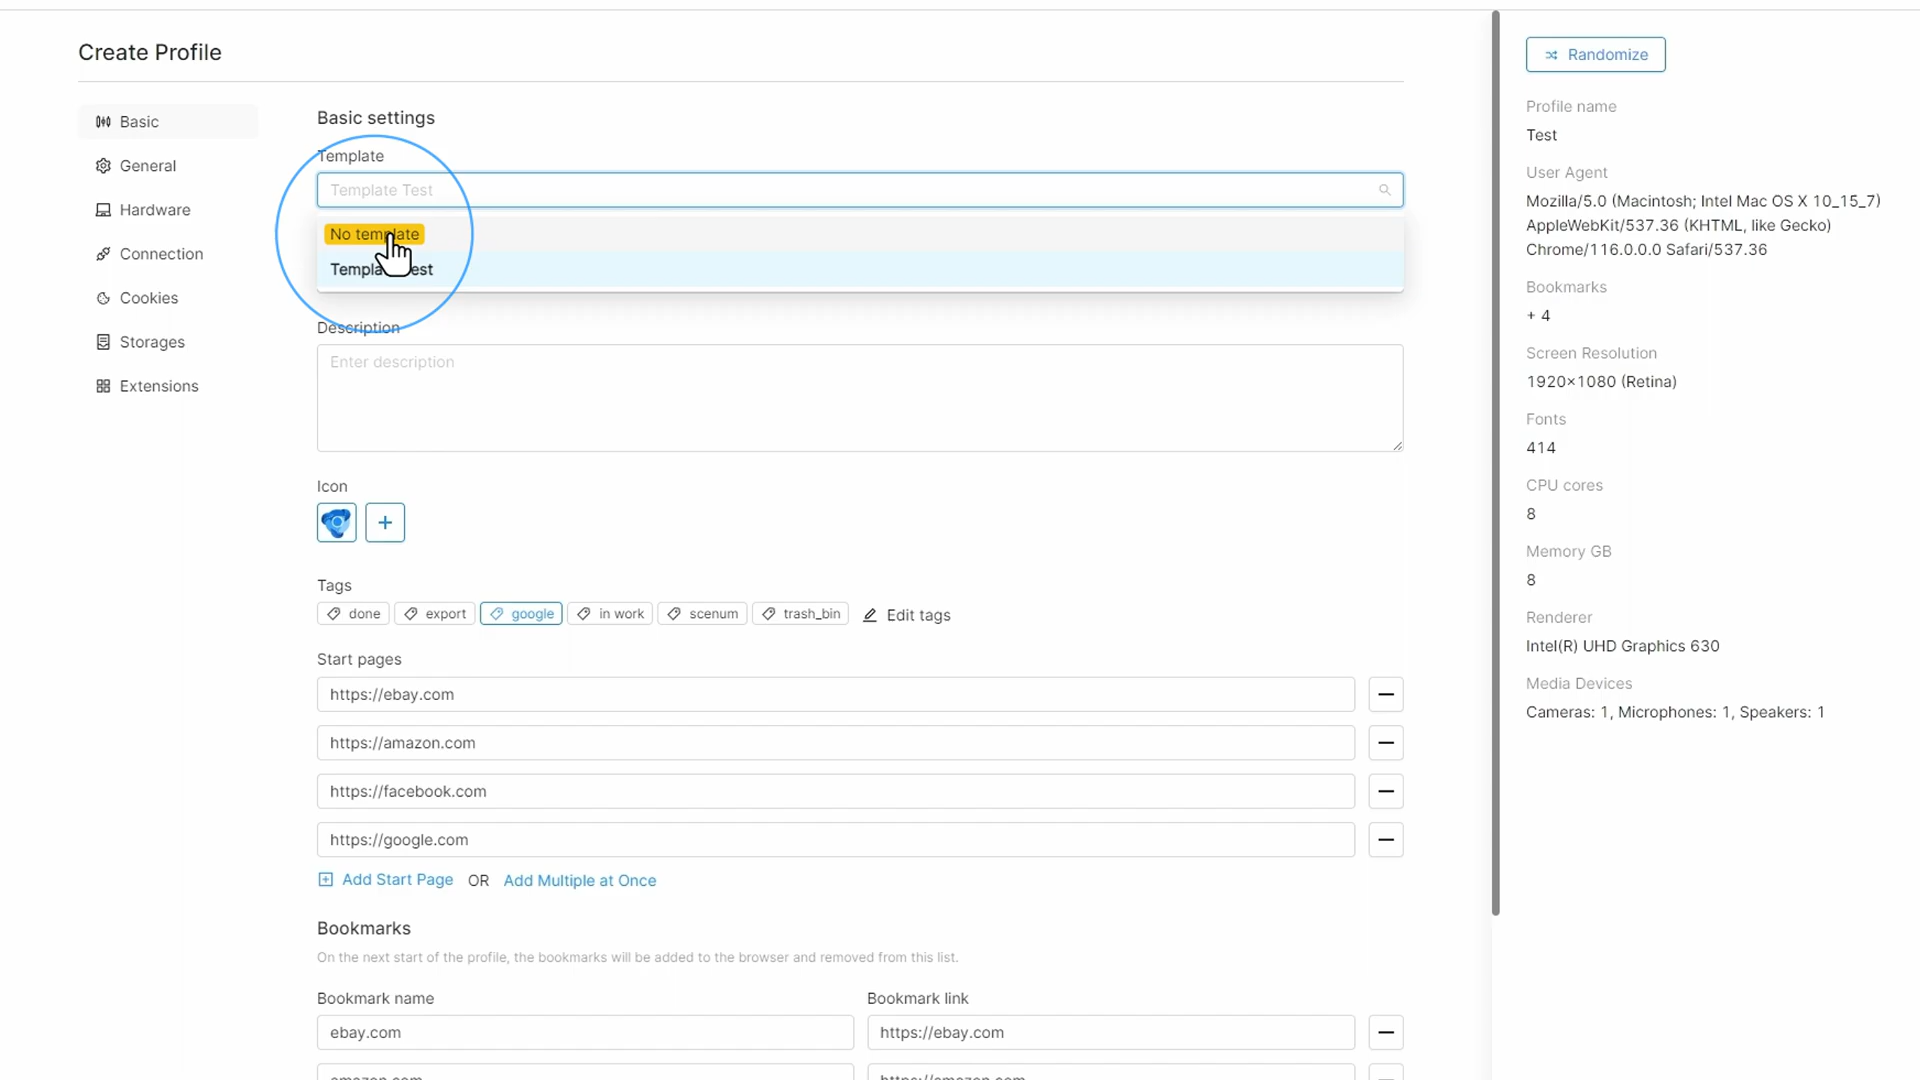 Create Profile
Randomize
Basic
General
Hardware
Connection
Cookies
Storages
Extensions
Basic settings
Template
Template Test
No template
Template Test
Description
Enter description
Icon
Tags
done
export
google
in work
scenum
trash_bin
Edit tags
Start pages
https://ebay.com
https://amazon.com
https://facebook.com
https://google.com
Add Start Page OR Add Multiple at Once
Bookmarks
On the next start of the profile, the bookmarks will be added to the browser and removed from this list.
Bookmark name Bookmark link
ebay.com https://ebay.com
amazon.com https://amazon.com
Profile name
Test
User Agent
Mozilla/5.0 (Macintosh; Intel Mac OS X 10_15_7)
AppleWebKit/537.36 (KHTML, like Gecko)
Chrome/116.0.0.0 Safari/537.36
Bookmarks
+ 4
Screen Resolution
1920×1080 (Retina)
Fonts
414
CPU cores
8
Memory GB
8
Renderer
Intel(R) UHD Graphics 630
Media Devices
Cameras: 1, Microphones: 1, Speakers: 1